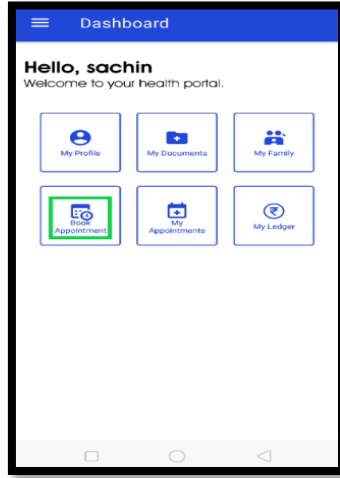 Dashboard
Hello, sachin
Welcome to your health portal.
My Profile
My Documents
My Family
Book
Appointment
My
Appointments
My Ledger